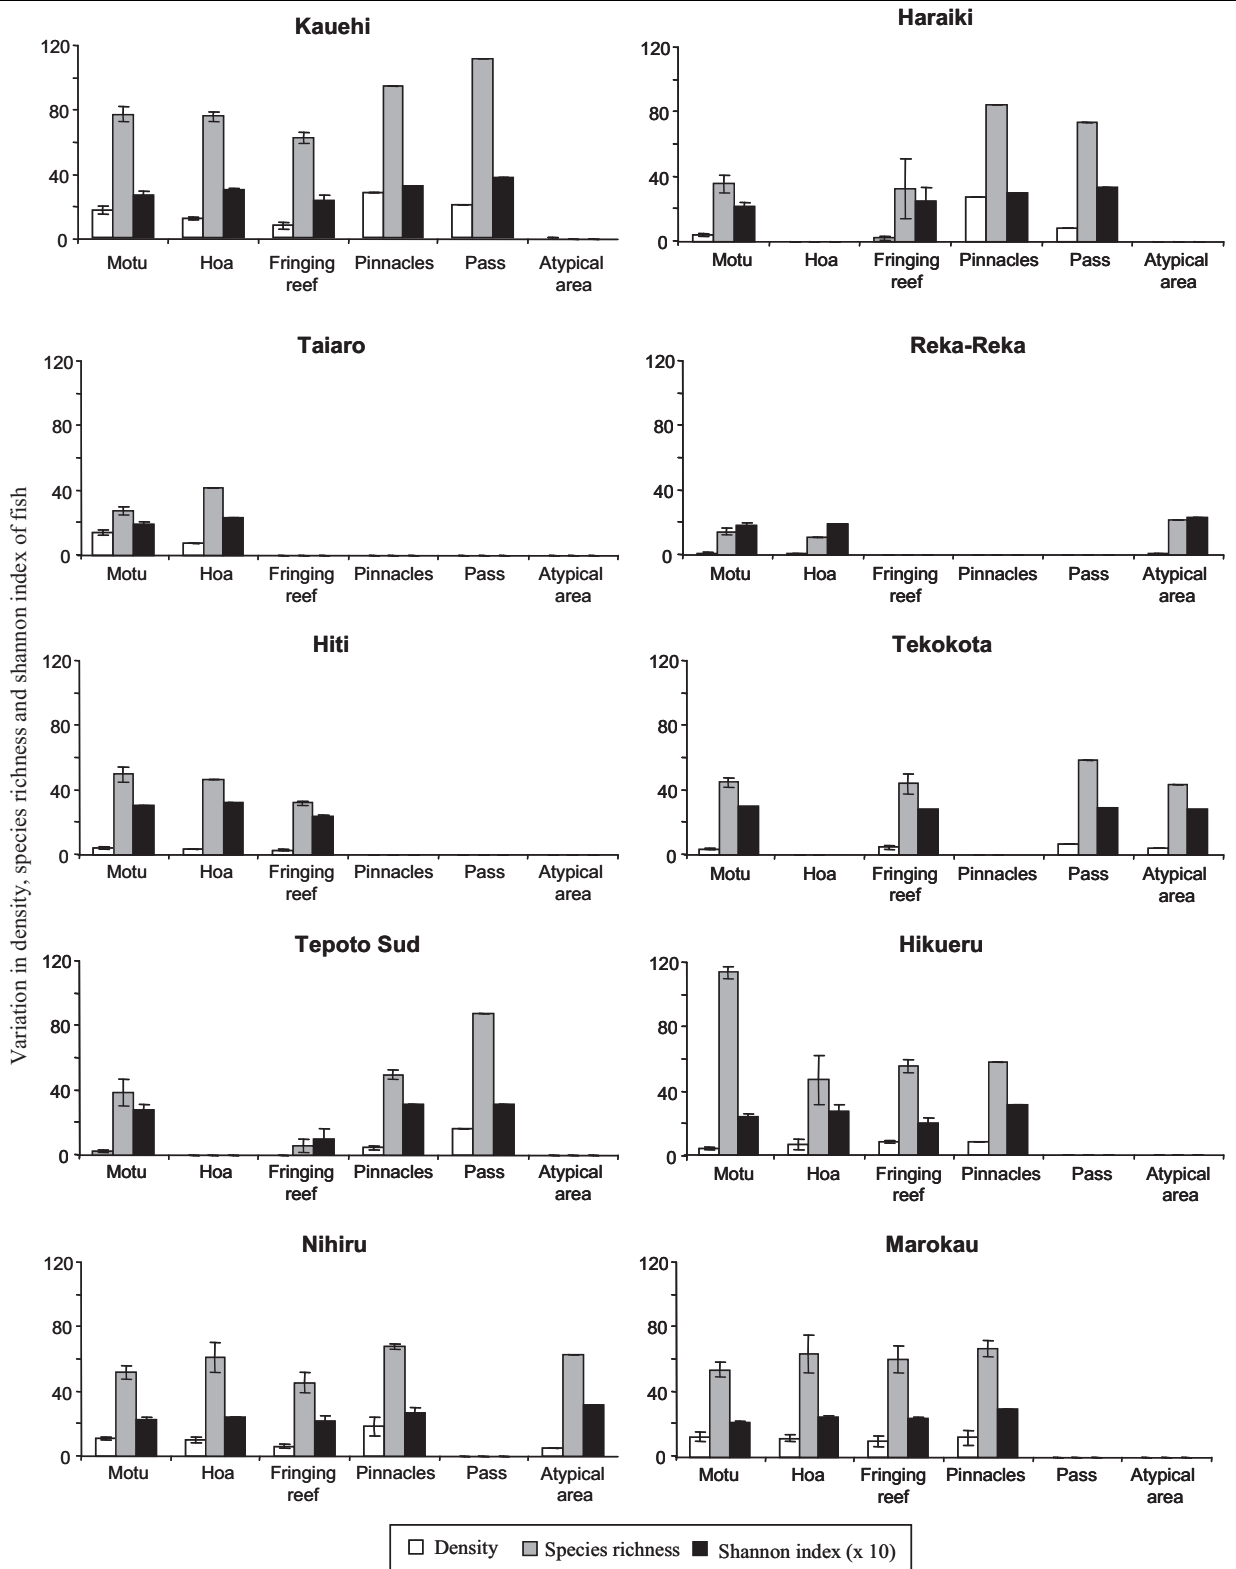 Variation in density, species richness and shannon index of fish
Kauehi
120
80
40
0
Motu Hoa Fringing reef Pinnacles Pass Atypical area
Haraiki
120
80
40
0
Motu Hoa Fringing reef Pinnacles Pass Atypical area
Taiaro
120
80
40
0
Motu Hoa Fringing reef Pinnacles Pass Atypical area
Reka-Reka
120
80
40
0
Motu Hoa Fringing reef Pinnacles Pass Atypical area
Hiti
120
80
40
0
Motu Hoa Fringing reef Pinnacles Pass Atypical area
Tekokota
120
80
40
0
Motu Hoa Fringing reef Pinnacles Pass Atypical area
Tepoto Sud
120
80
40
0
Motu Hoa Fringing reef Pinnacles Pass Atypical area
Hikueru
120
80
40
0
Motu Hoa Fringing reef Pinnacles Pass Atypical area
Nihiru
120
80
40
0
Motu Hoa Fringing reef Pinnacles Pass Atypical area
Marokau
120
80
40
0
Motu Hoa Fringing reef Pinnacles Pass Atypical area
Density Species richness Shannon index (x 10)